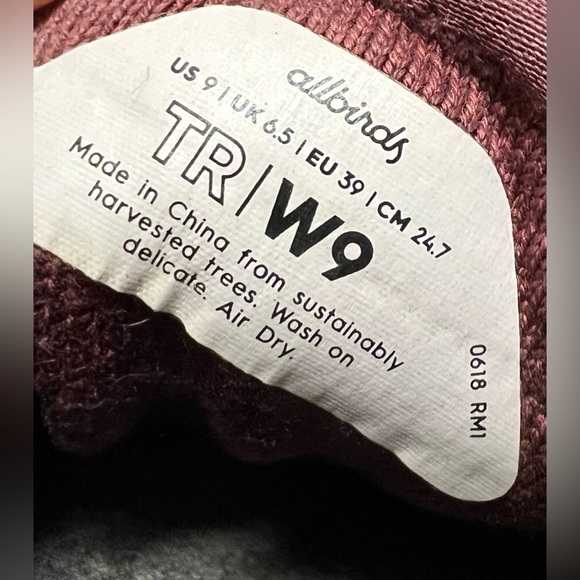 allbirds
US 9 | UK 6.5 | EU 39 | CM 24.7
TR | W9
Made in China from sustainably
harvested trees. Wash on
delicate. Air Dry.
0618 RM1